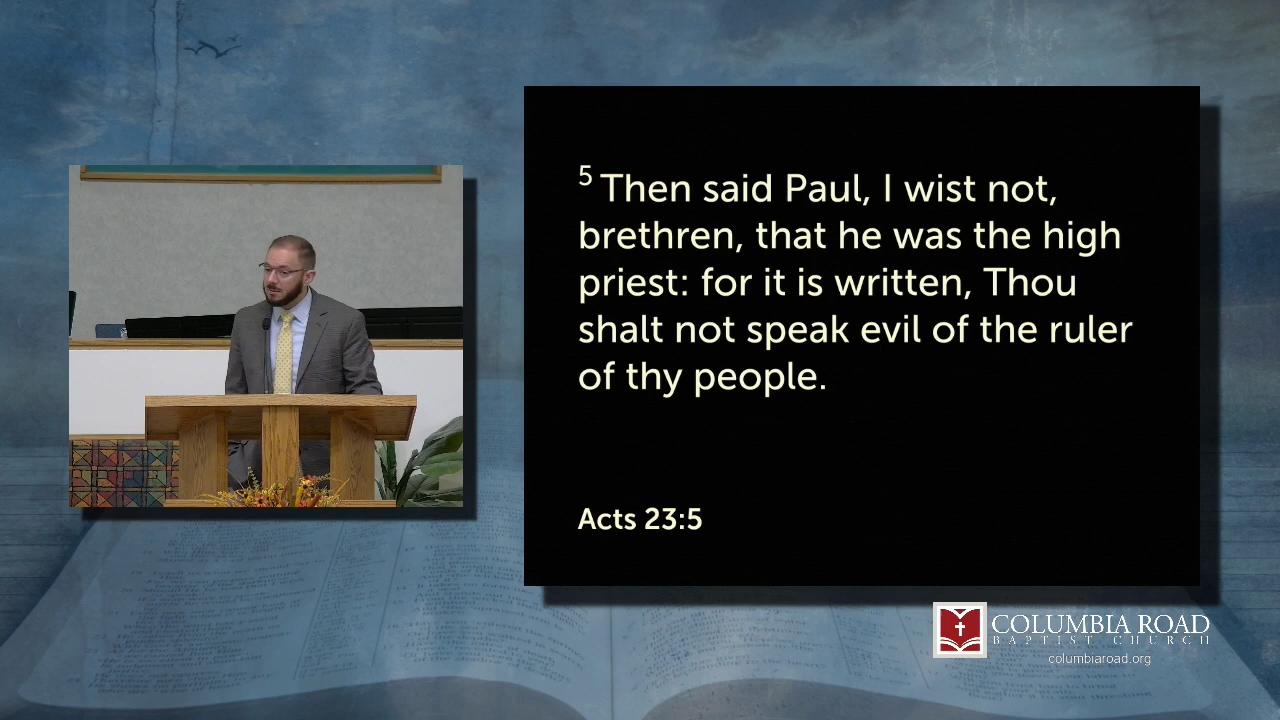 5 Then said Paul, I wist not,
brethren, that he was the high
priest: for it is written, Thou
shalt not speak evil of the ruler
of thy people.
Acts 23:5
COLUMBIA ROAD
BAPTIST CHURCH
columbiaroad.org